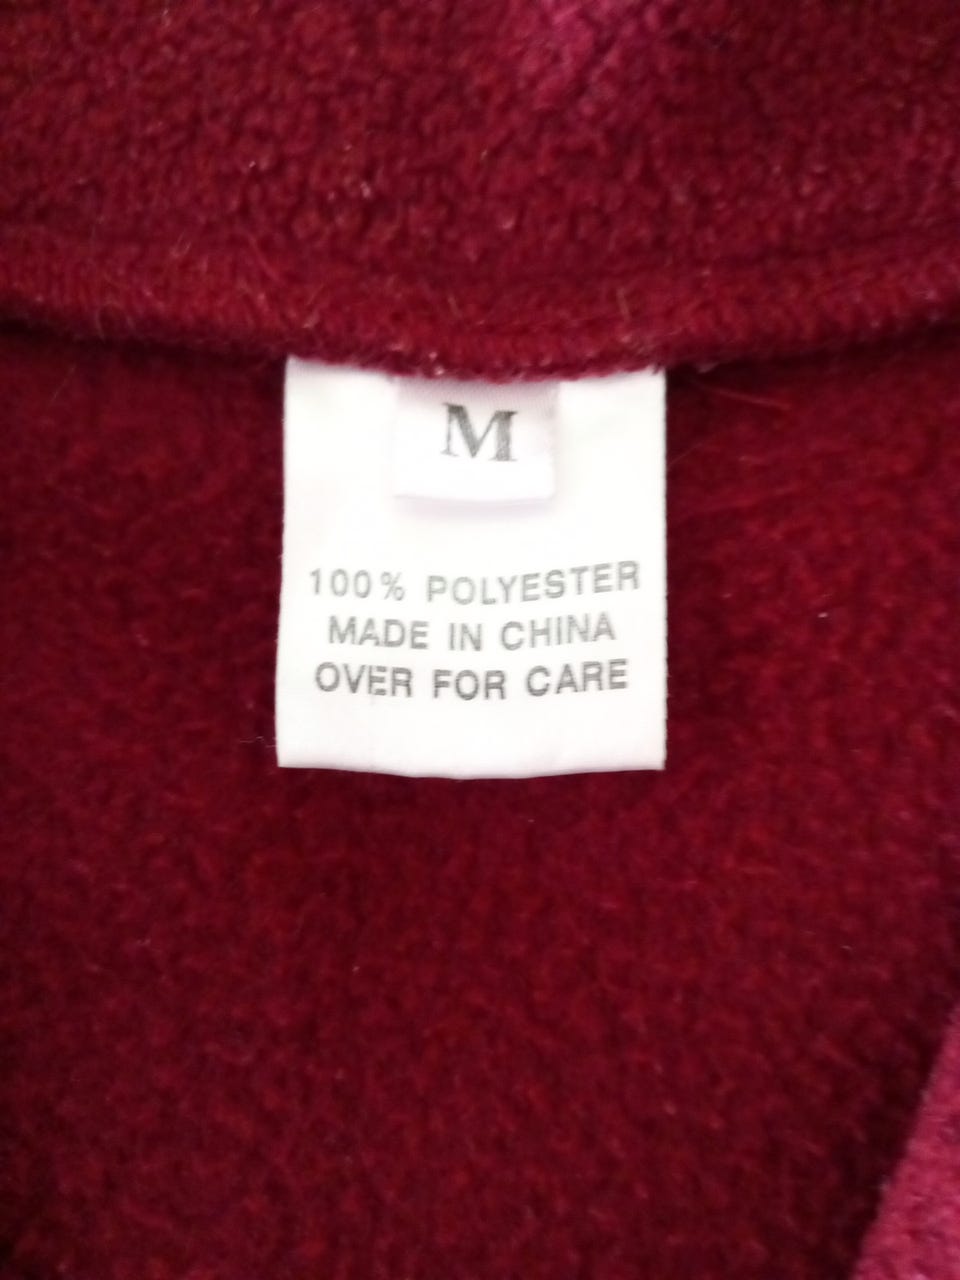 M
100% POLYESTER
MADE IN CHINA
OVER FOR CARE